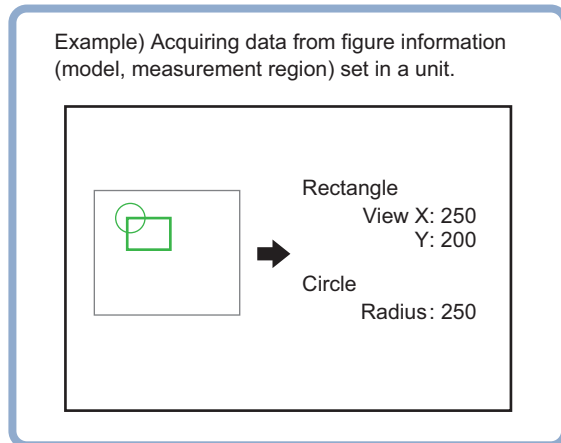 Example) Acquiring data from figure information
(model, measurement region) set in a unit.
Rectangle
View X: 250
Y: 200
Circle
Radius: 250